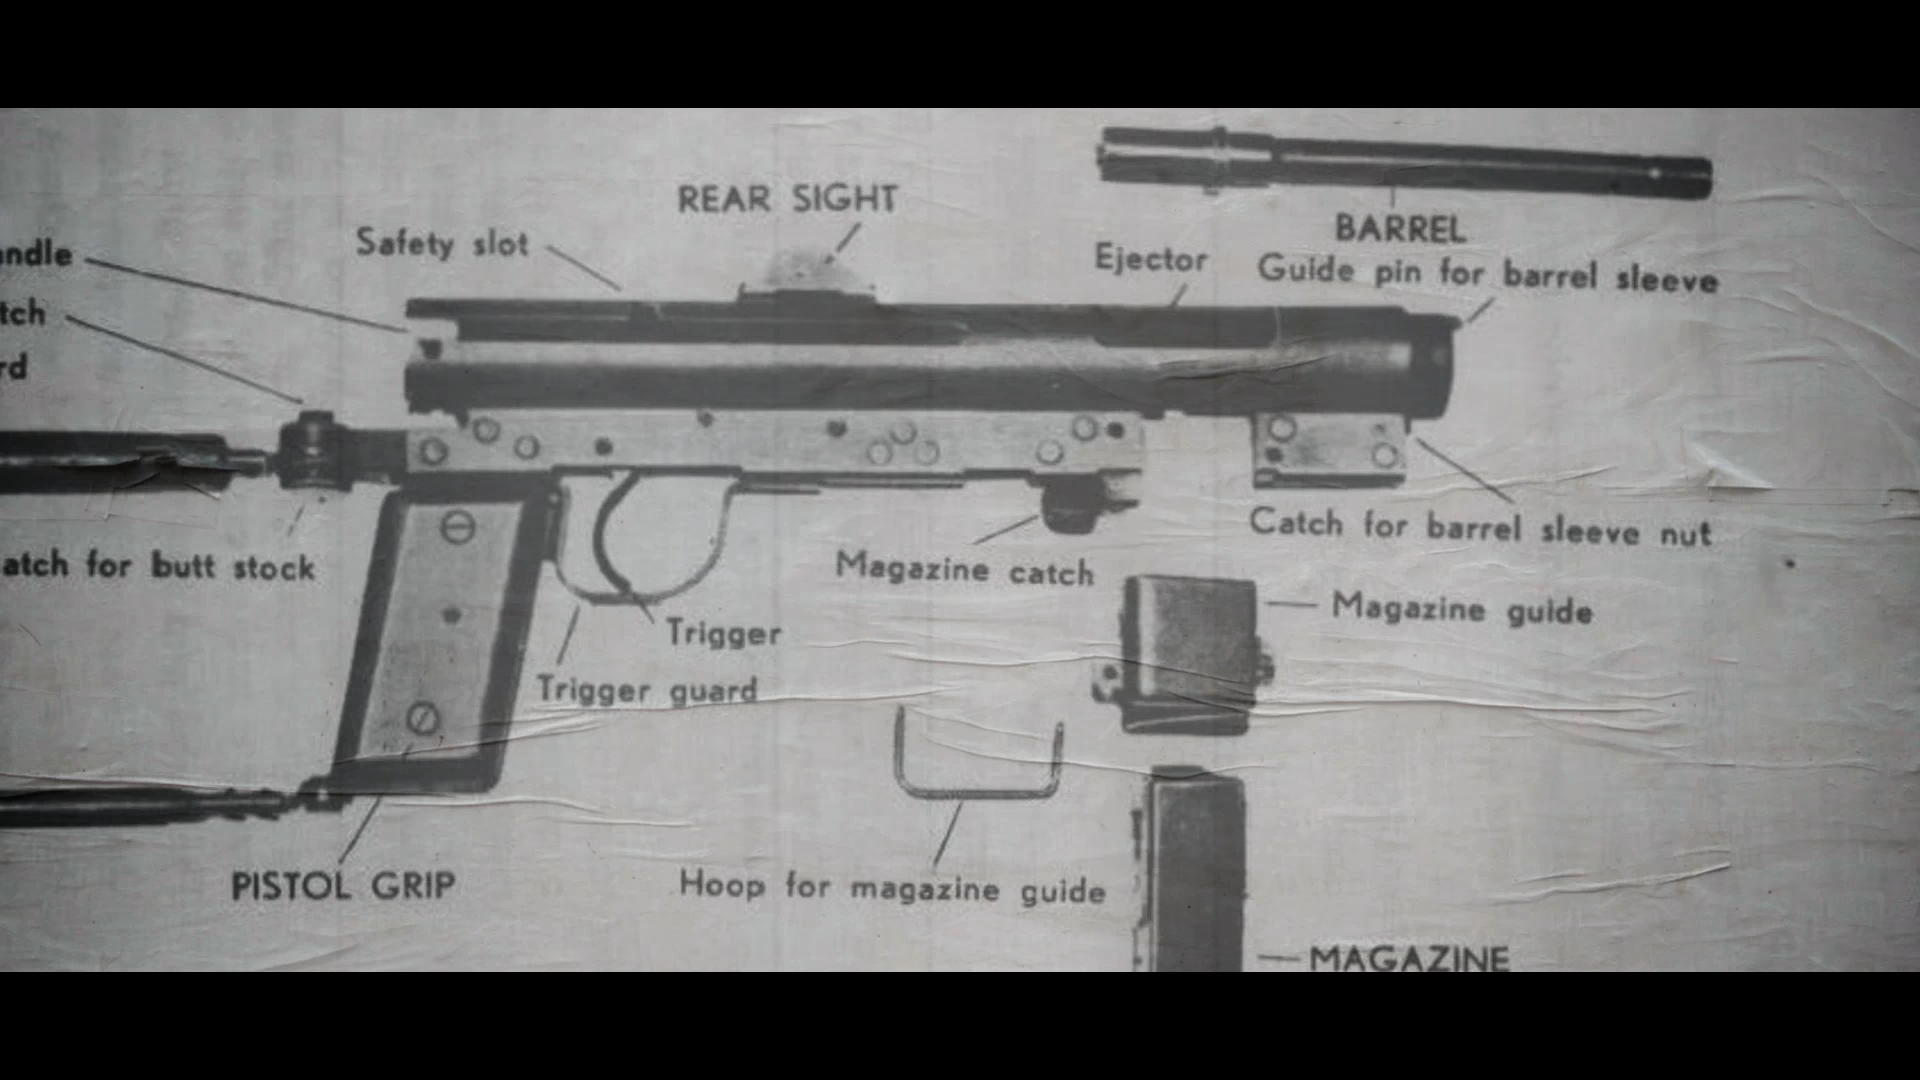 REAR SIGHT
BARREL
Safety slot
Ejector
Guide pin for barrel sleeve
andle
tch
rd
Catch for barrel sleeve nut
atch for butt stock
Magazine catch
Magazine guide
Trigger
Trigger guard
PISTOL GRIP
Hoop for magazine guide
MAGAZINE